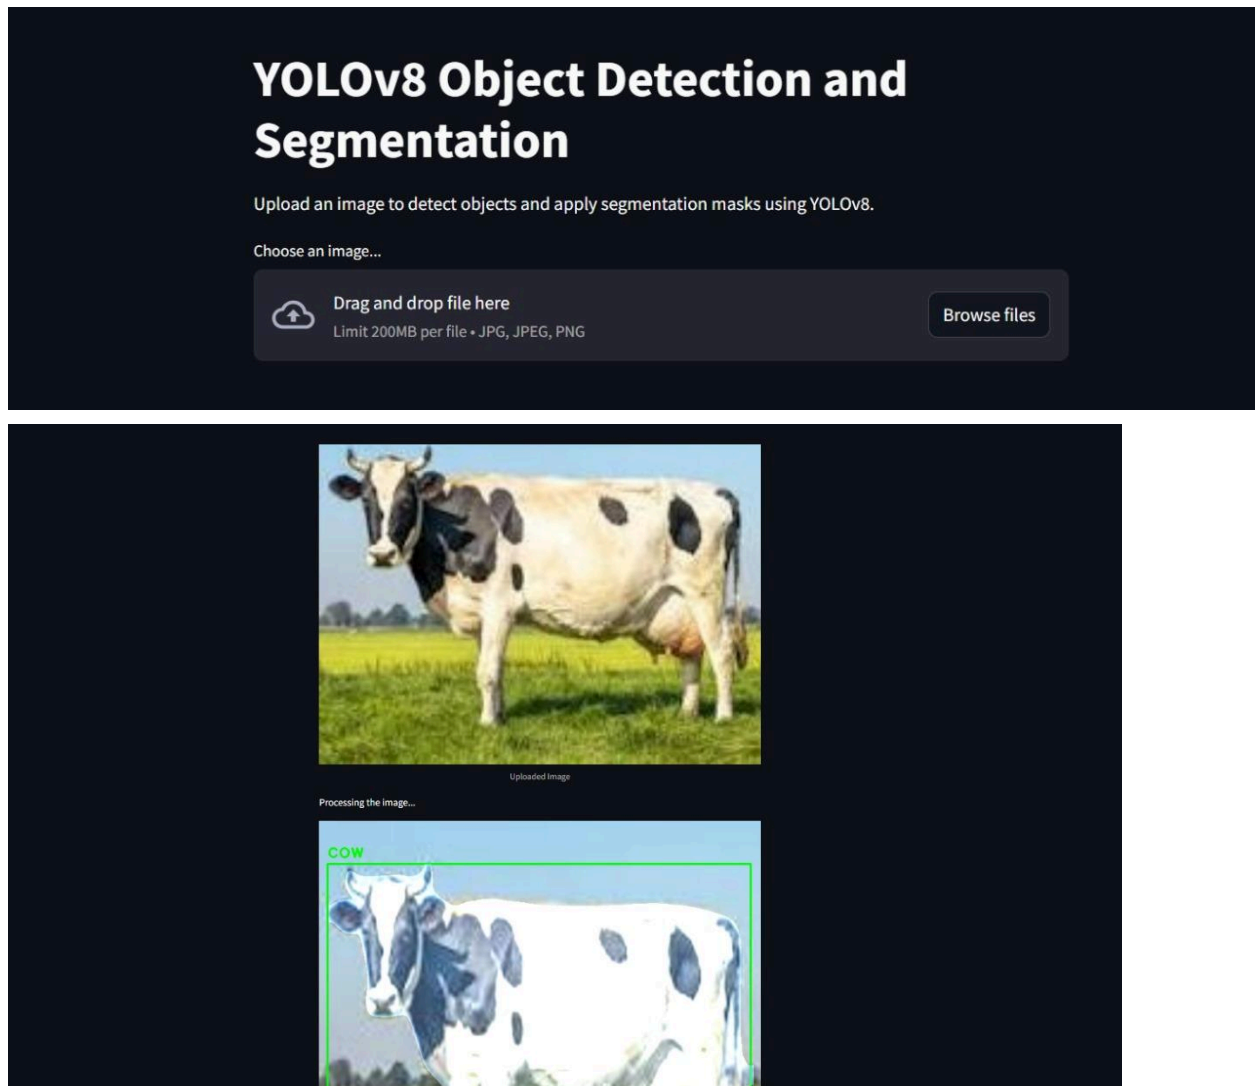 YOLOv8 Object Detection and
Segmentation
Upload an image to detect objects and apply segmentation masks using YOLOv8.
Choose an image...
Drag and drop file here
Limit 200MB per file • JPG, JPEG, PNG
Browse files
Uploaded Image
Processing the image...
COW